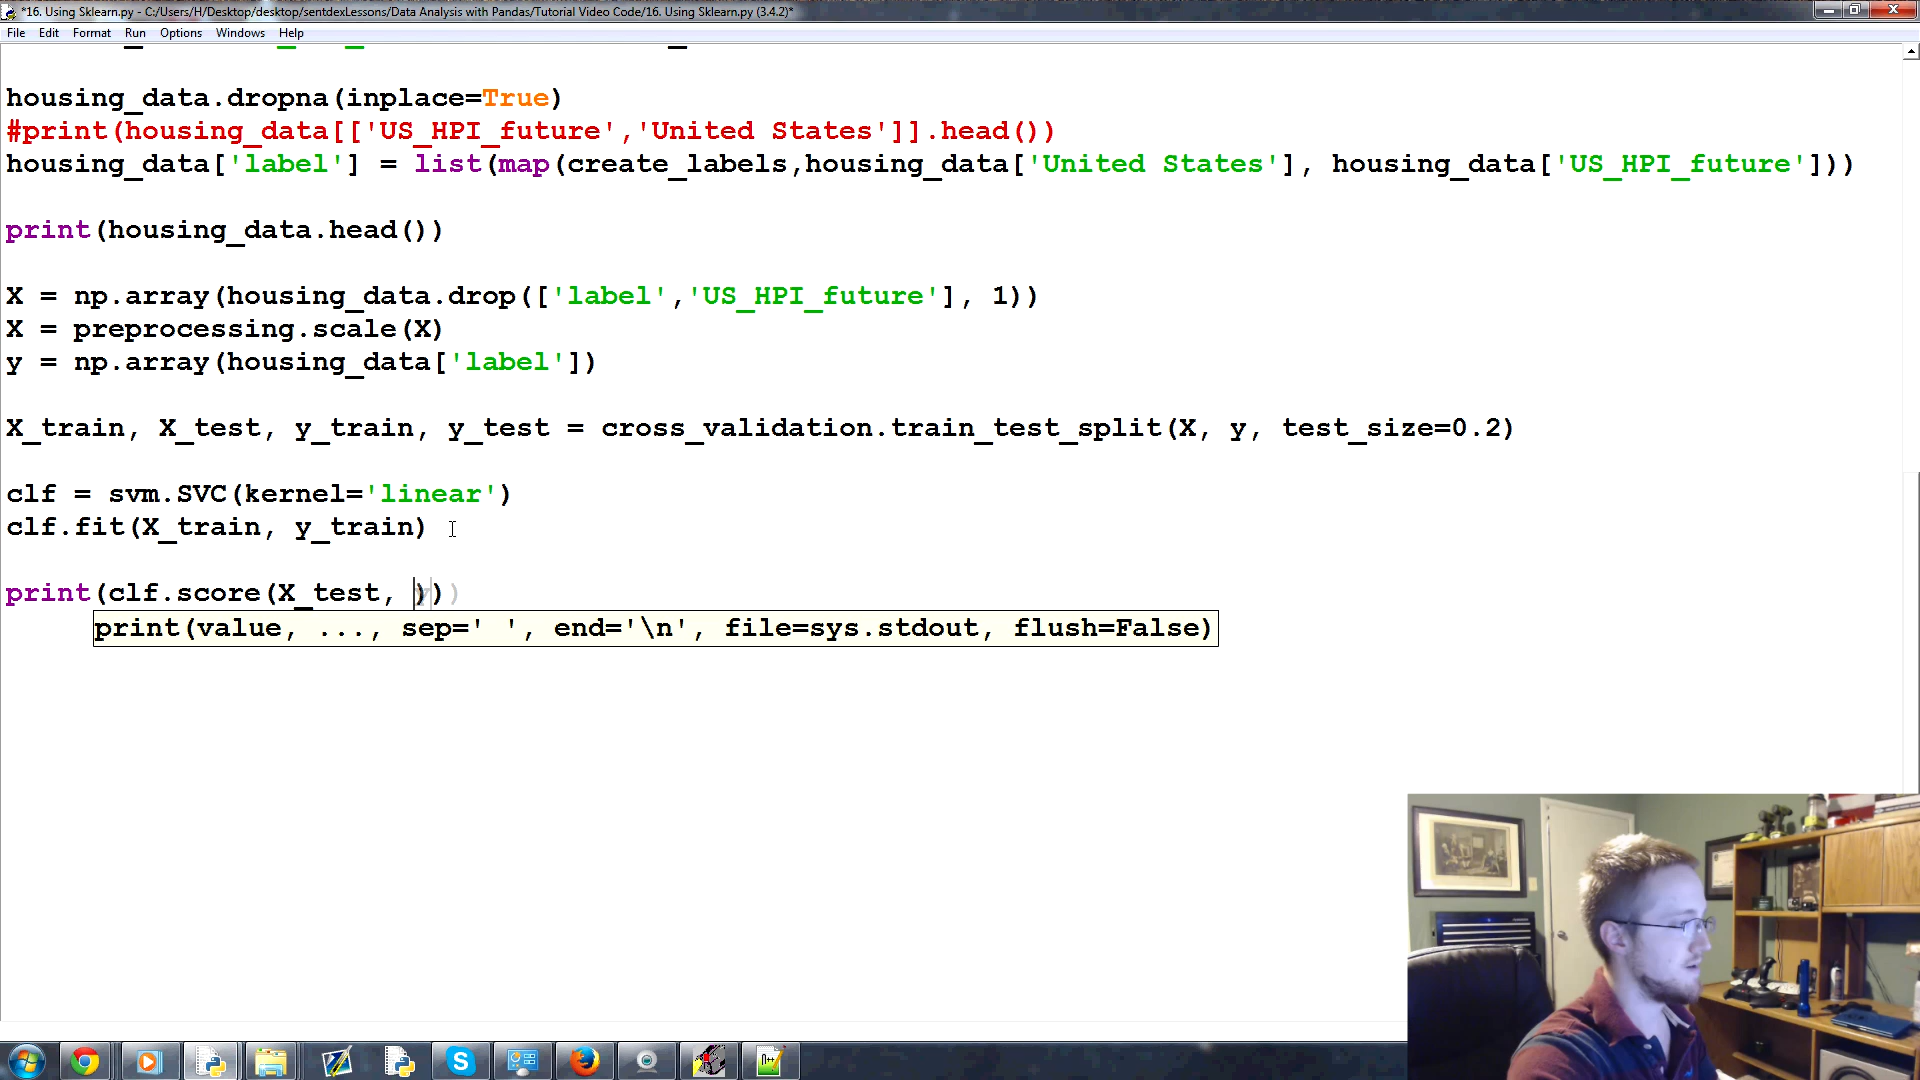 *16. Using Sklearn.py - C:/Users/H/Desktop/desktop/sentdexLessons/Data Analysis with Pandas/Tutorial Video Code/16. Using Sklearn.py (3.4.2)*
File Edit Format Run Options Windows Help
housing_data.dropna(inplace=True)
#print(housing_data[['US_HPI_future','United States']].head())
housing_data['label'] = list(map(create_labels,housing_data['United States'], housing_data['US_HPI_future']))
print(housing_data.head())
X = np.array(housing_data.drop(['label','US_HPI_future'], 1))
X = preprocessing.scale(X)
y = np.array(housing_data['label'])
X_train, X_test, y_train, y_test = cross_validation.train_test_split(X, y, test_size=0.2)
clf = svm.SVC(kernel='linear')
clf.fit(X_train, y_train)
print(clf.score(X_test, ))
print(value, ..., sep=' ', end='\n', file=sys.stdout, flush=False)